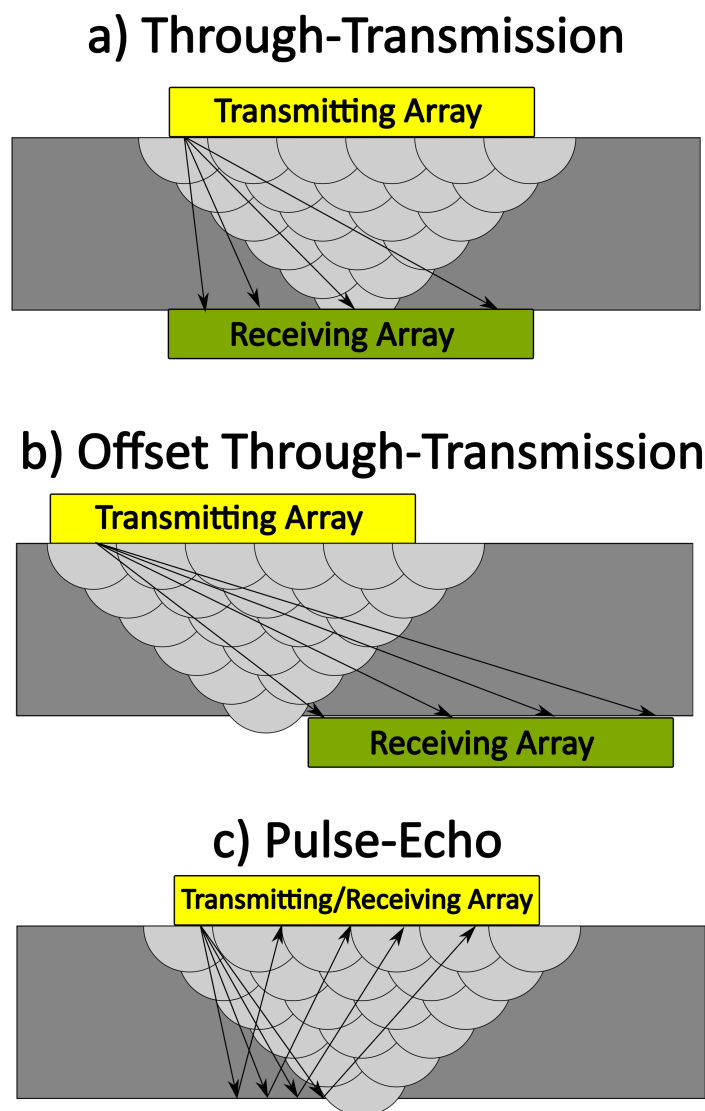 a) Through-Transmission
Transmitting Array
Receiving Array
b) Offset Through-Transmission
Transmitting Array
Receiving Array
c) Pulse-Echo
Transmitting/Receiving Array